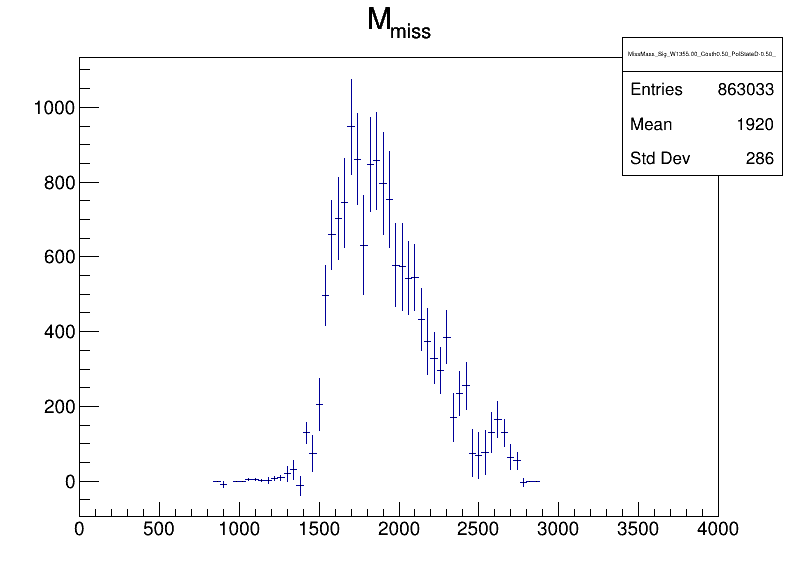 M_miss
MissMass_Sig_W1355.00_Costh0.50_PolStateD-0.50_
Entries 863033
Mean 1920
Std Dev 286
1000
800
600
400
200
0
0 500 1000 1500 2000 2500 3000 3500 4000